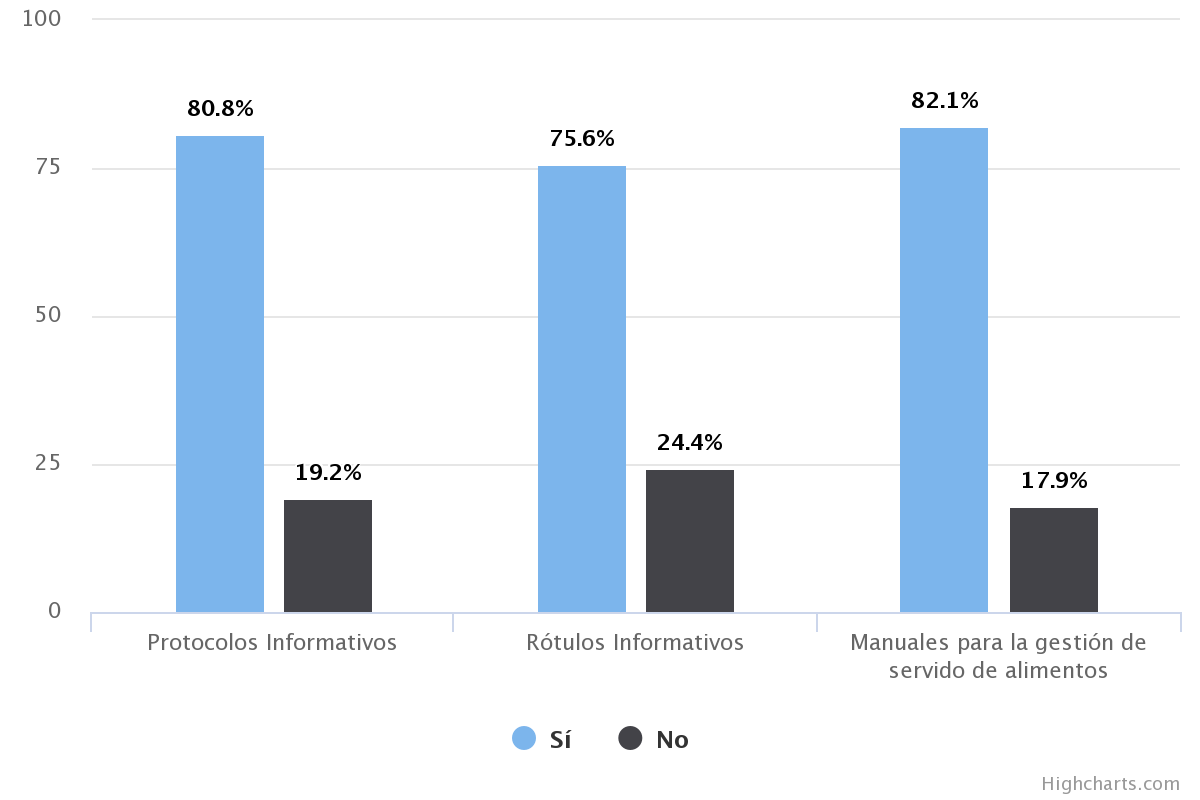 100
75
50
25
0
80.8%
19.2%
75.6%
24.4%
82.1%
17.9%
Protocolos Informativos
Rótulos Informativos
Manuales para la gestión de
servido de alimentos
Sí
No
Highcharts.com